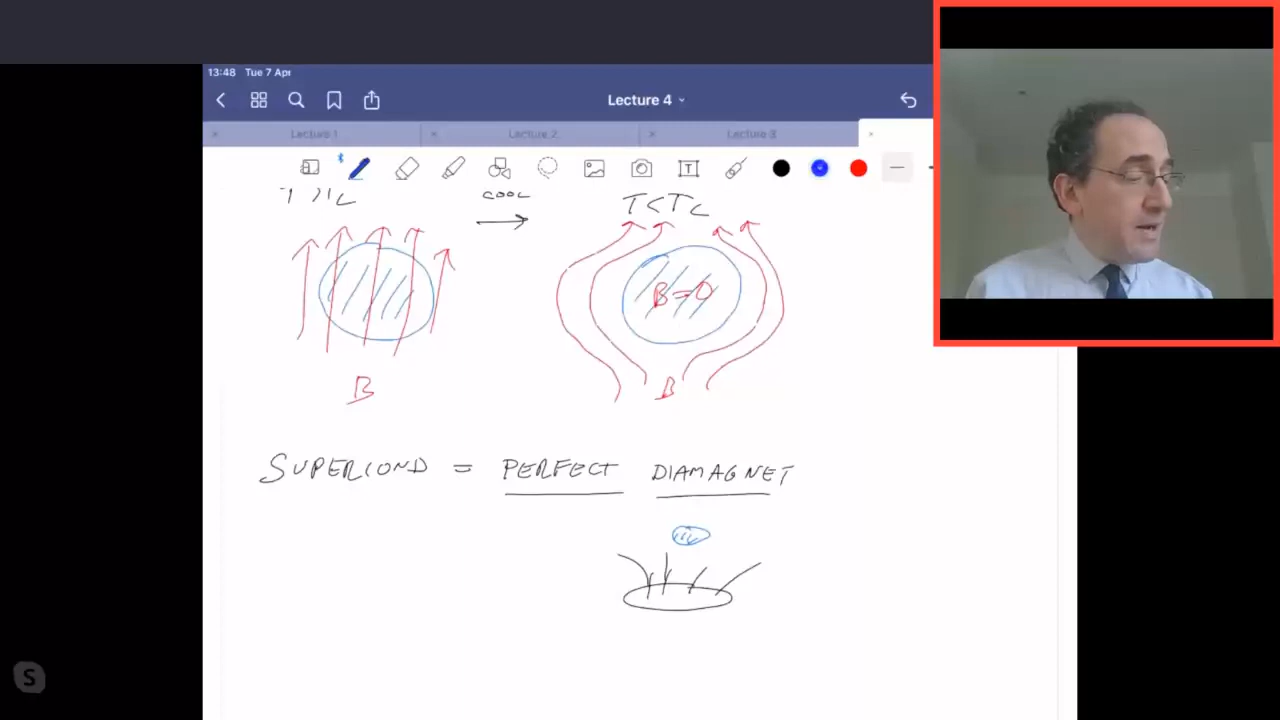 13:48 Tue 7 Apr
Lecture 4
Lecture 1 Lecture 2 Lecture 3
T
COOL
T<Tc
B=0
B
B
SUPERCOND = PERFECT DIAMAGNET
S